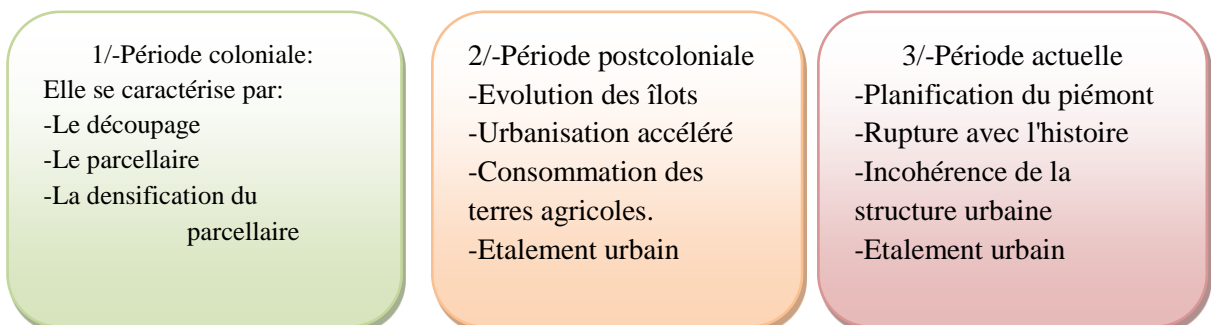 1/-Période coloniale:
Elle se caractérise par:
-Le découpage
-Le parcellaire
-La densification du
parcellaire
2/-Période postcoloniale
-Evolution des îlots
-Urbanisation accéléré
-Consommation des
terres agricoles.
-Etalement urbain
3/-Période actuelle
-Planification du piémont
-Rupture avec l'histoire
-Incohérence de la
structure urbaine
-Etalement urbain